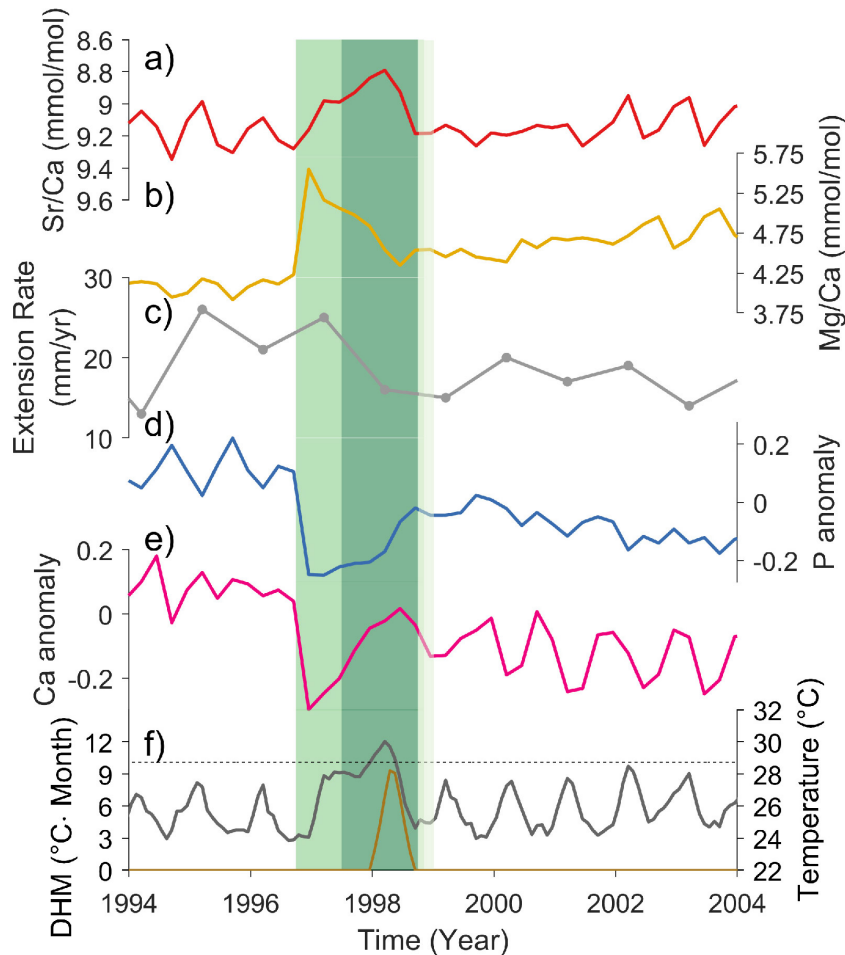 a)
8.6
8.8
9
9.2
9.4
9.6
Sr/Ca (mmol/mol)
b)
5.75
5.25
4.75
4.25
3.75
Mg/Ca (mmol/mol)
c)
30
20
10
Extension Rate
(mm/yr)
d)
0.2
0
-0.2
P anomaly
e)
0.2
0
-0.2
Ca anomaly
f)
12
9
6
3
0
DHM (°C· Month)
32
30
28
26
24
22
Temperature (°C)
1994 1996 1998 2000 2002 2004
Time (Year)